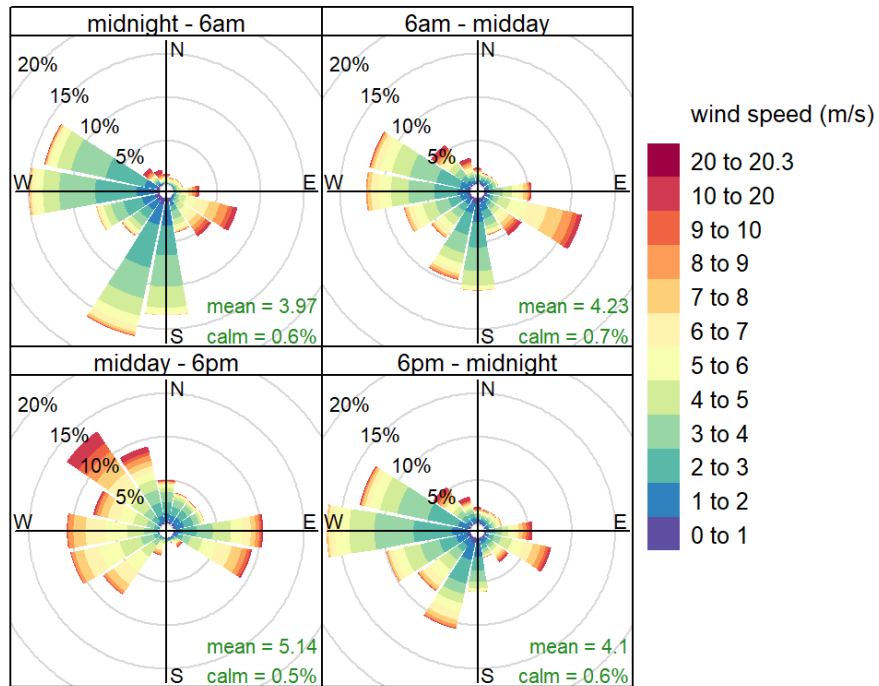 midnight - 6am
N
20%
15%
10%
5%
W
E
S
mean = 3.97
calm = 0.6%
6am - midday
N
20%
15%
10%
5%
W
E
S
mean = 4.23
calm = 0.7%
midday - 6pm
N
20%
15%
10%
5%
W
E
S
mean = 5.14
calm = 0.5%
6pm - midnight
N
20%
15%
10%
5%
W
E
S
mean = 4.1
calm = 0.6%
wind speed (m/s)
20 to 20.3
10 to 20
9 to 10
8 to 9
7 to 8
6 to 7
5 to 6
4 to 5
3 to 4
2 to 3
1 to 2
0 to 1